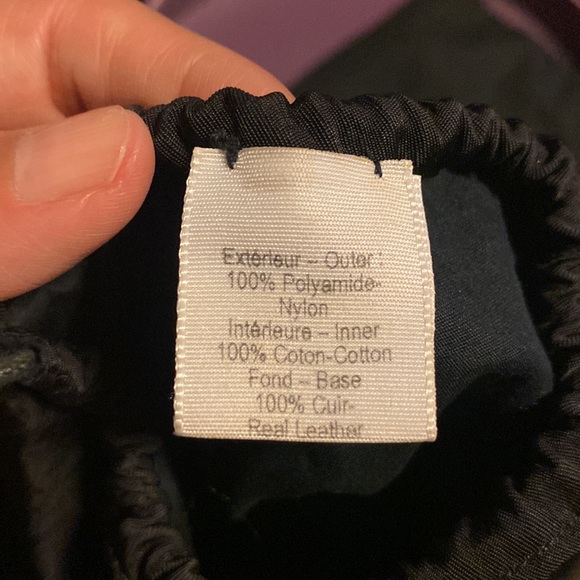 Extérieur – Outer :
100% Polyamide-
Nylon
Intérieure – Inner
100% Coton-Cotton
Fond – Base
100% Cuir-
Real Leather